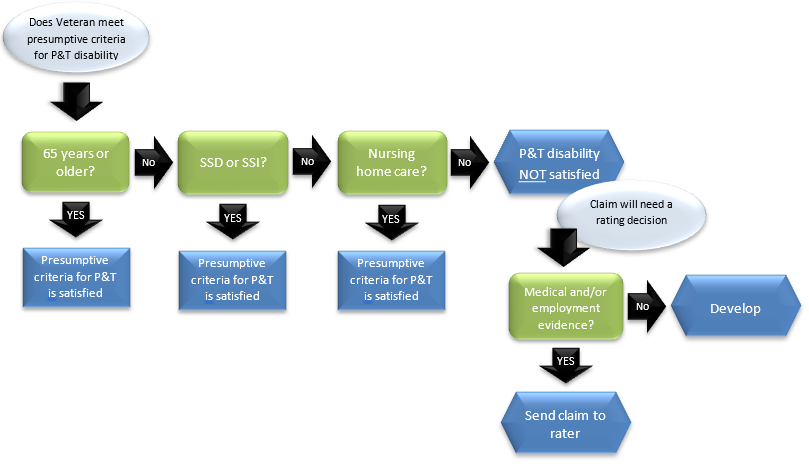 Does Veteran meet
presumptive criteria
for P&T disability
65 years or
older?
No
SSD or SSI?
No
Nursing
home care?
No
P&T disability
NOT satisfied
YES
YES
YES
Claim will need a
rating decision
Presumptive
criteria for P&T
is satisfied
Presumptive
criteria for P&T
is satisfied
Presumptive
criteria for P&T
is satisfied
Medical and/or
employment
evidence?
No
Develop
YES
Send claim to
rater